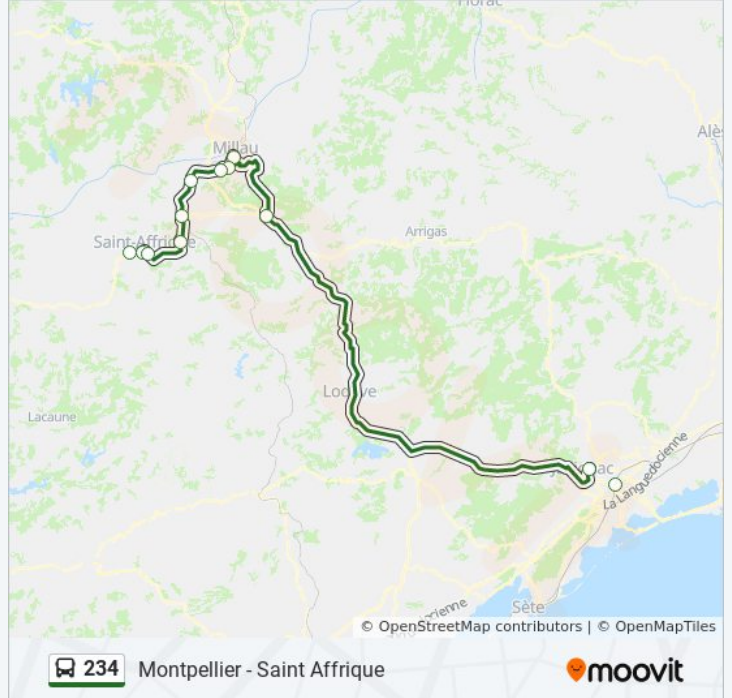 Florac
Alès
Millau
Arrigas
Saint-Affrique
Lodève
Lacaune
La Languedocienne
Sète
© OpenStreetMap contributors | © OpenMapTiles
234 Montpellier - Saint Affrique
moovit